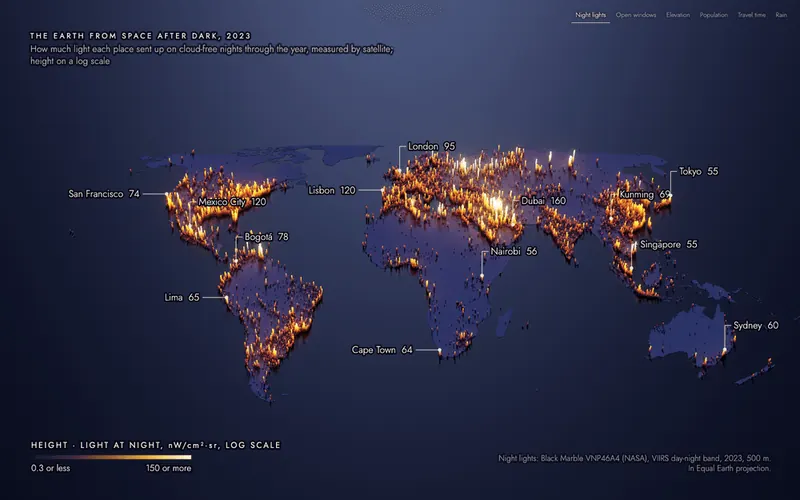 Night lights Open windows Elevation Population Travel time Rain
THE EARTH FROM SPACE AFTER DARK, 2023
How much light each place sent up on cloud-free nights through the year, measured by satellite;
height on a log scale
London 95
Tokyo 55
San Francisco 74
Lisbon 120
Kunming 69
Mexico City 120
Dubai 160
Bogotá 78
Singapore 55
Nairobi 56
Lima 65
Sydney 60
Cape Town 64
HEIGHT · LIGHT AT NIGHT, nW/cm²·sr, LOG SCALE
0.3 or less 150 or more
Night lights: Black Marble VNP46A4 (NASA), VIIRS day-night band, 2023, 500 m.
In Equal Earth projection.